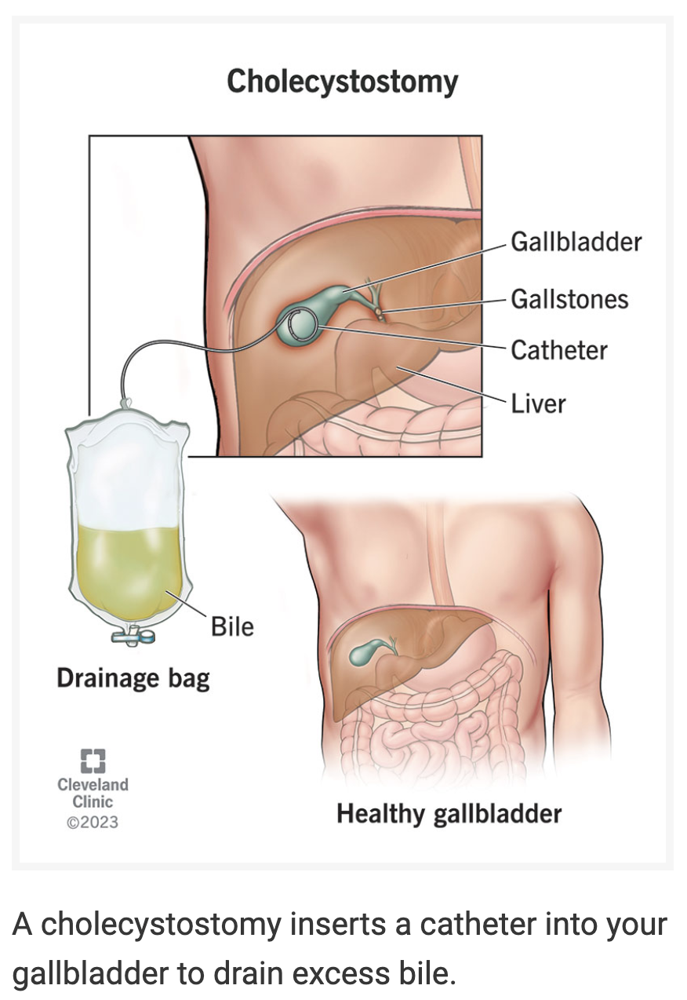 Cholecystostomy
Gallbladder
Gallstones
Catheter
Liver
Bile
Drainage bag
Cleveland
Clinic
©2023
Healthy gallbladder
A cholecystostomy inserts a catheter into your
gallbladder to drain excess bile.